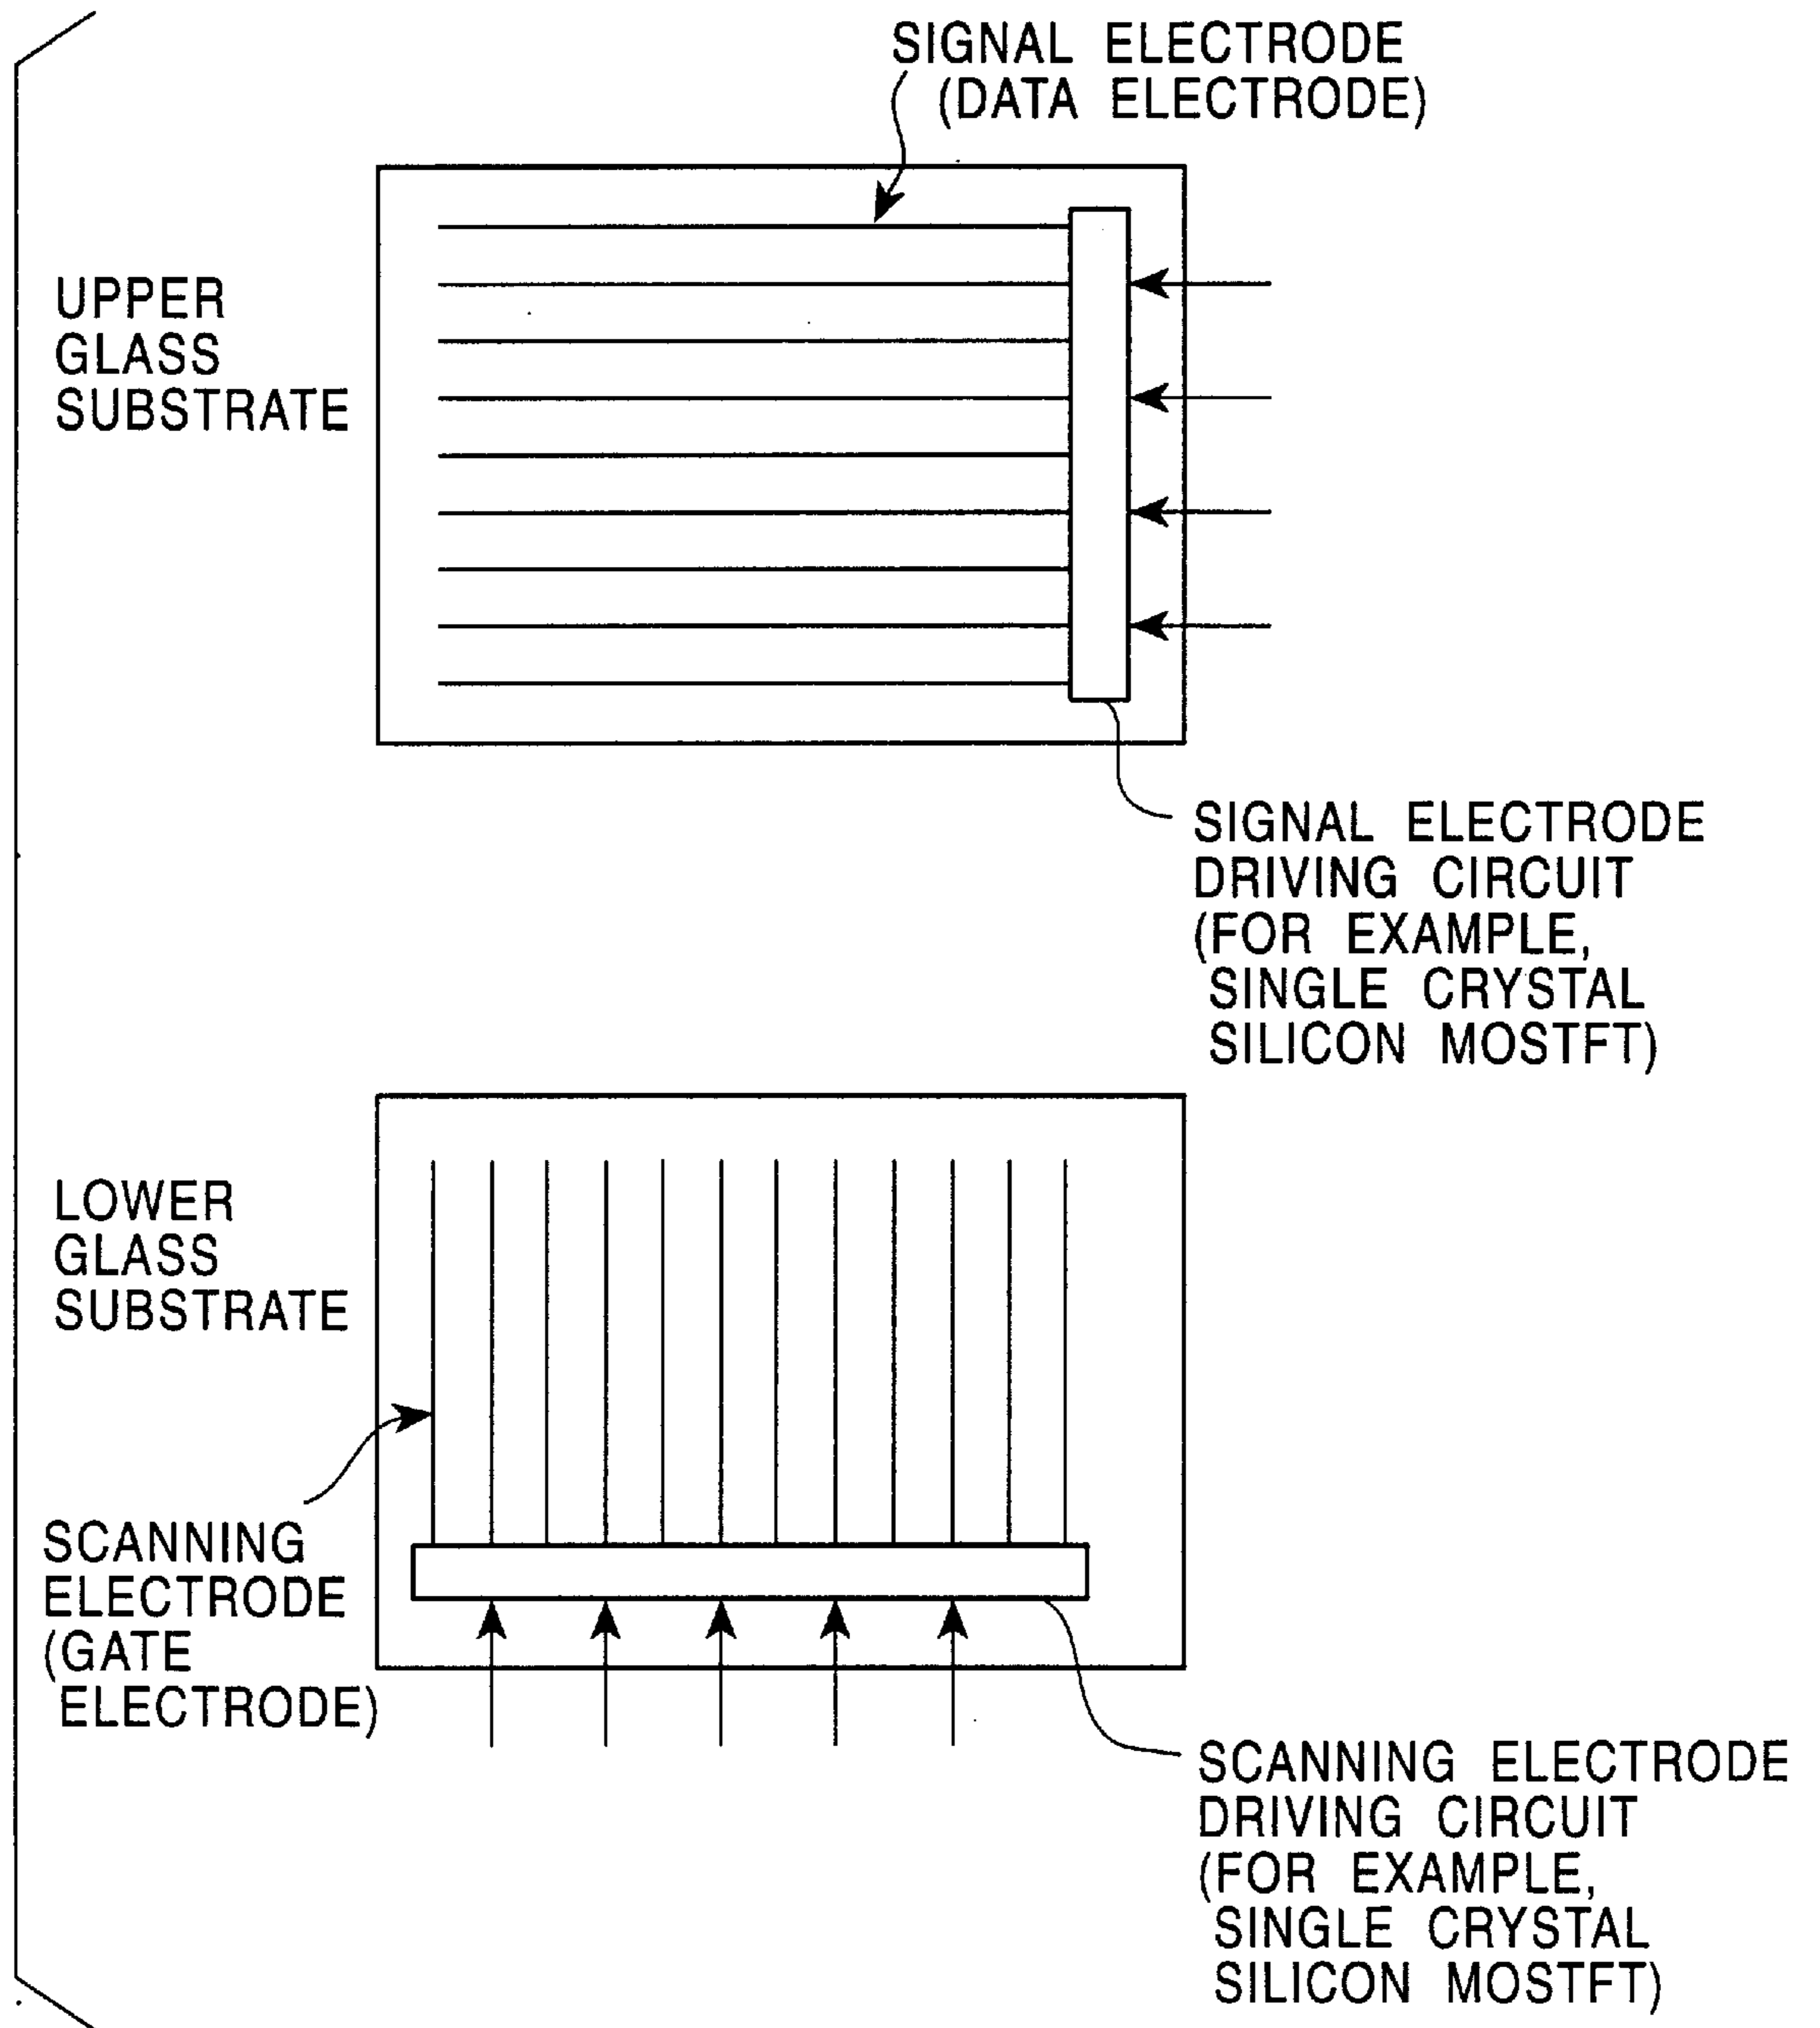 SIGNAL ELECTRODE
(DATA ELECTRODE)
UPPER
GLASS
SUBSTRATE
SIGNAL ELECTRODE
DRIVING CIRCUIT
(FOR EXAMPLE,
SINGLE CRYSTAL
SILICON MOSTFT)
LOWER
GLASS
SUBSTRATE
SCANNING
ELECTRODE
(GATE
ELECTRODE)
SCANNING ELECTRODE
DRIVING CIRCUIT
(FOR EXAMPLE,
SINGLE CRYSTAL
SILICON MOSTFT)